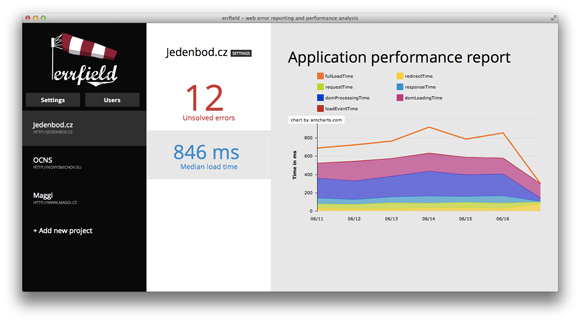 errfield – web error reporting and performance analysis
errfield
Settings
Users
Jedenbod.cz
HTTP://JEDENBOD.CZ
OCNS
HTTP://NOVYSMICHOV.EU
Maggi
HTTP://WWW.MAGGI.CZ
+ Add new project
Jedenbod.cz SETTINGS
12
Unsolved errors
846 ms
Median load time
Application performance report
fullLoadTime
redirectTime
requestTime
responseTime
domProcessingTime
domLoadingTime
loadEventTime
chart by amcharts.com
Time in ms
800
600
400
200
0
06/11
06/12
06/13
06/14
06/15
06/16